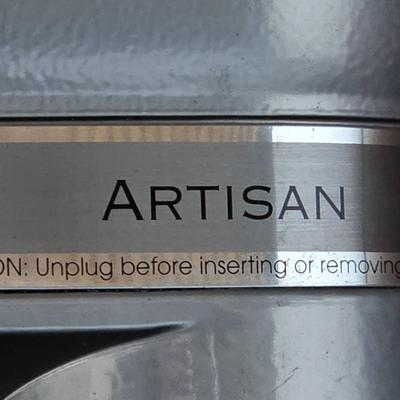 ARTISAN
ON: Unplug before inserting or removing